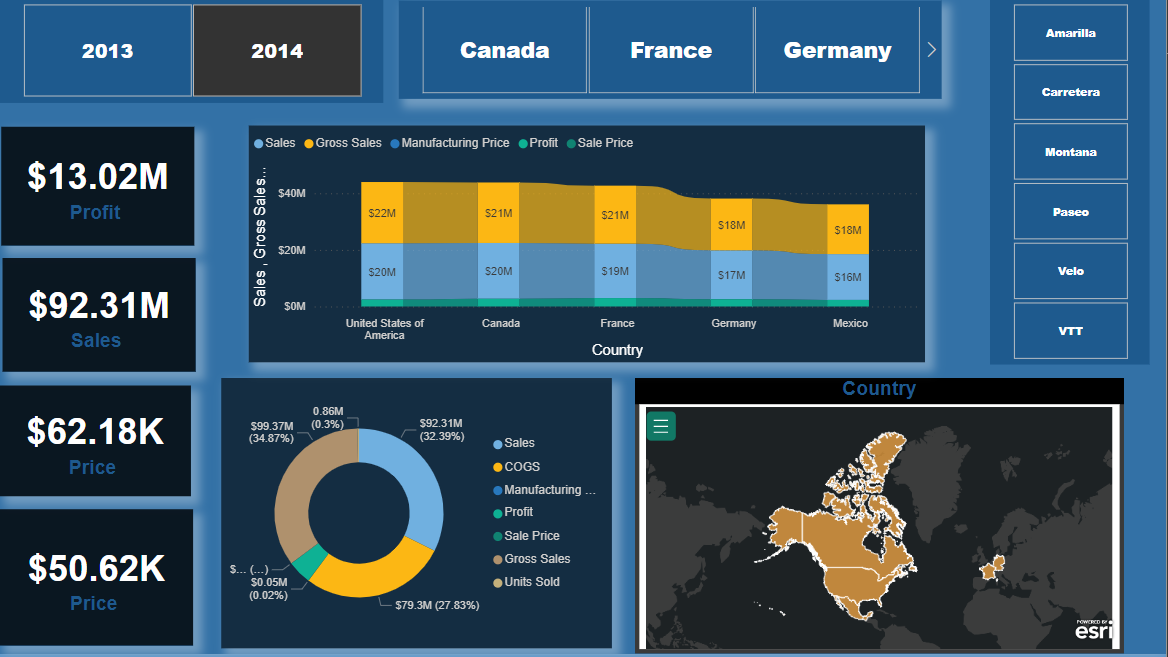 2013
2014
Canada
France
Germany
Amarilla
Carretera
Montana
Paseo
Velo
VTT
$13.02M
Profit
$92.31M
Sales
$62.18K
Price
$50.62K
Price
Sales Gross Sales Manufacturing Price Profit Sale Price
Sales , Gross Sales...
$40M
$20M
$0M
$22M
$21M
$21M
$18M
$18M
$20M
$20M
$19M
$17M
$16M
United States of
America
Canada
France
Germany
Mexico
Country
0.86M
(0.3%)
$99.37M
(34.87%)
$92.31M
(32.39%)
$... (...)
$0.05M
(0.02%)
$79.3M (27.83%)
Sales
COGS
Manufacturing ...
Profit
Sale Price
Gross Sales
Units Sold
Country
POWERED BY
esri